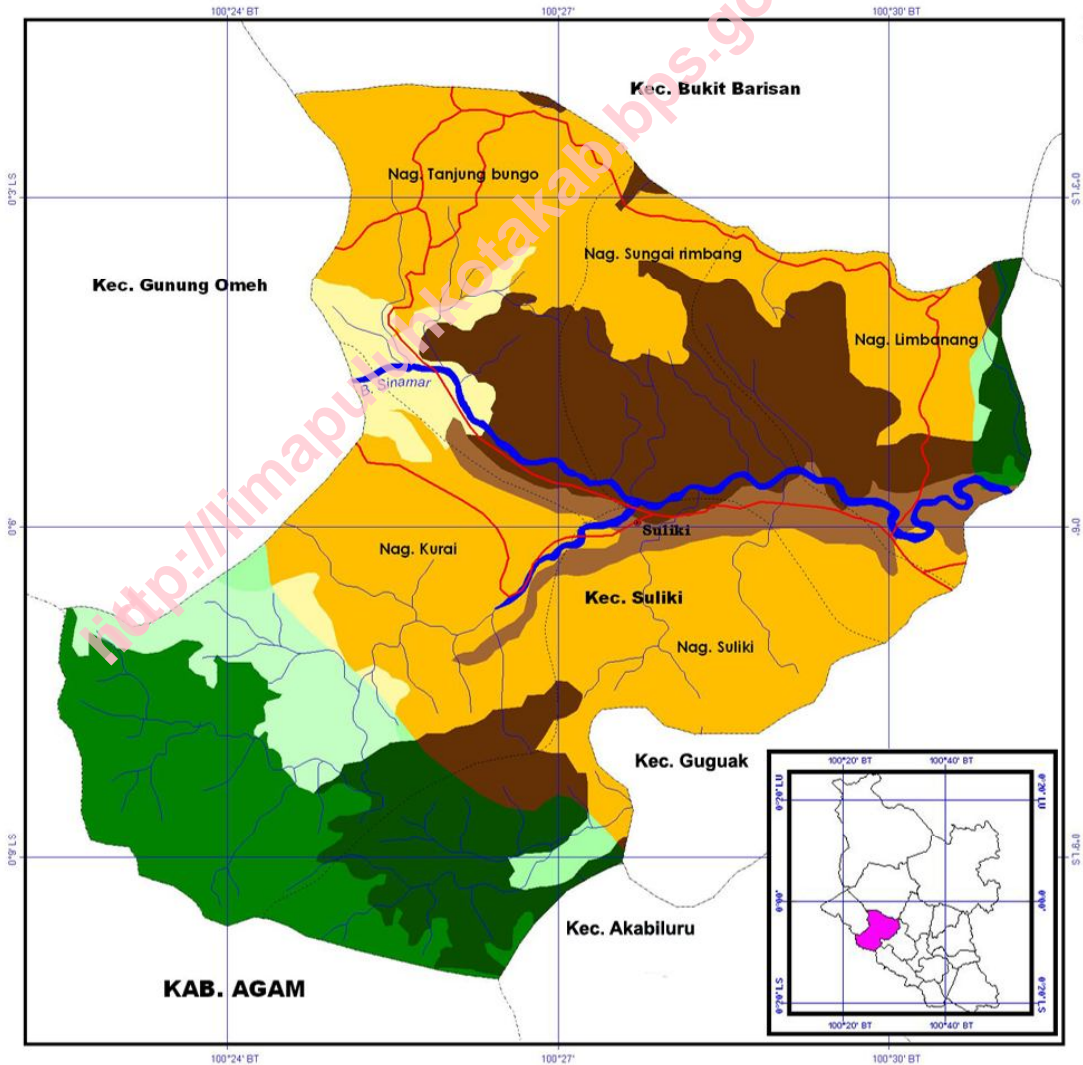 100°24' BT
100°27'
100°30' BT
Kec. Bukit Barisan
Nag. Tanjung bungo
0°3'LS
0°3'LS
Nag. Sungai rimbang
Kec. Gunung Omeh
Nag. Limbanang
B. Sinamar
http://limapuluhkotakab.bps.go
0°6'
0°6'
Suliki
Nag. Kurai
Kec. Suliki
Nag. Suliki
Kec. Guguak
100°20' BT
100°40' BT
0°20'LU
0°20'LU
0°9'LS
0°9'LS
0°00'
0°00'
Kec. Akabiluru
KAB. AGAM
0°20'LS
0°20'LS
100°20' BT
100°40' BT
100°24' BT
100°27'
100°30' BT